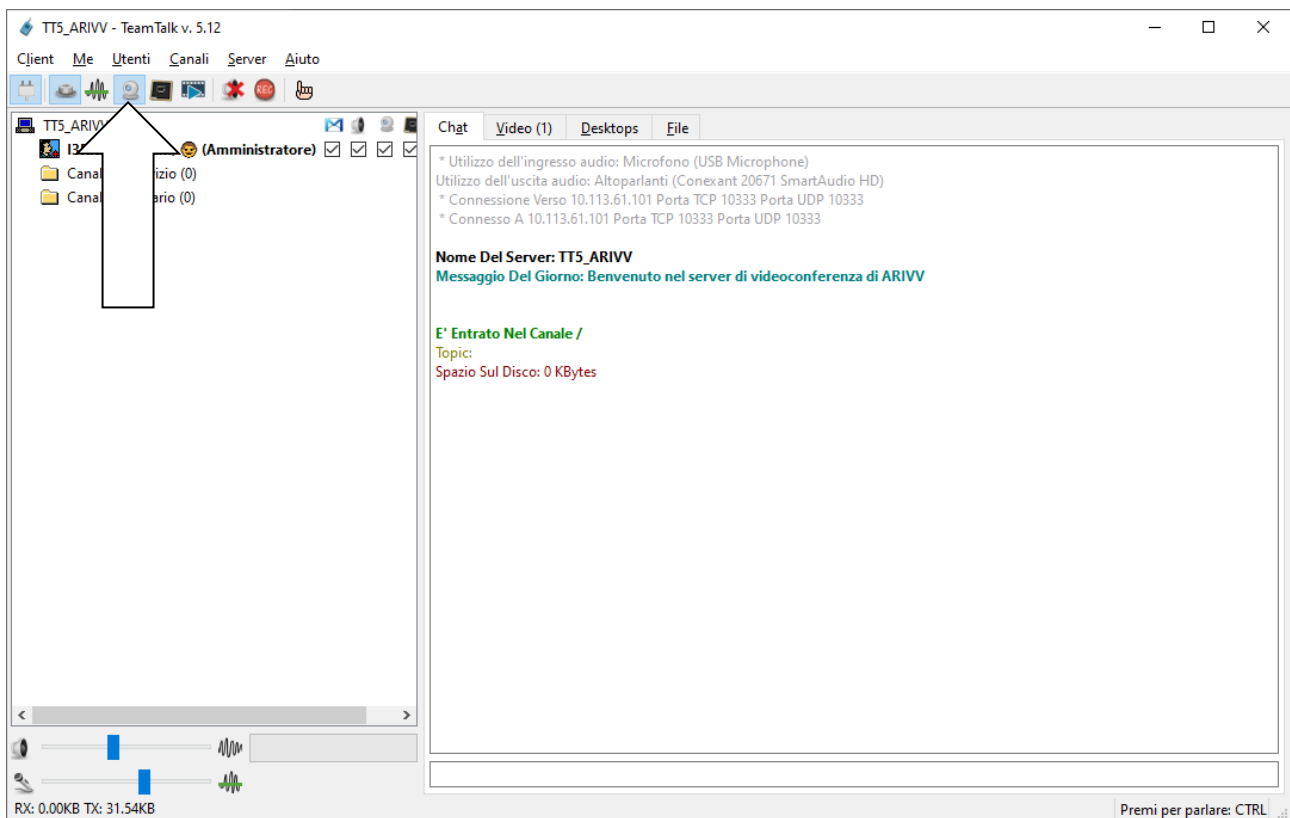 TT5_ARIVV - TeamTalk v. 5.12
Client Me Utenti Canali Server Aiuto
REC
TT5_ARIVV
(Amministratore)
Chat Video (1) Desktops File
* Utilizzo dell'ingresso audio: Microfono (USB Microphone)
Utilizzo dell'uscita audio: Altoparlanti (Conexant 20671 SmartAudio HD)
* Connessione Verso 10.113.61.101 Porta TCP 10333 Porta UDP 10333
* Connesso A 10.113.61.101 Porta TCP 10333 Porta UDP 10333
Nome Del Server: TT5_ARIVV
Messaggio Del Giorno: Benvenuto nel server di videoconferenza di ARIVV
E' Entrato Nel Canale /
Topic:
Spazio Sul Disco: 0 KBytes
RX: 0.00KB TX: 31.54KB
Premi per parlare: CTRL